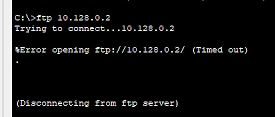 C:\>ftp 10.128.0.2
Trying to connect...10.128.0.2
%Error opening ftp://10.128.0.2/ (Timed out)
.
(Disconnecting from ftp server)